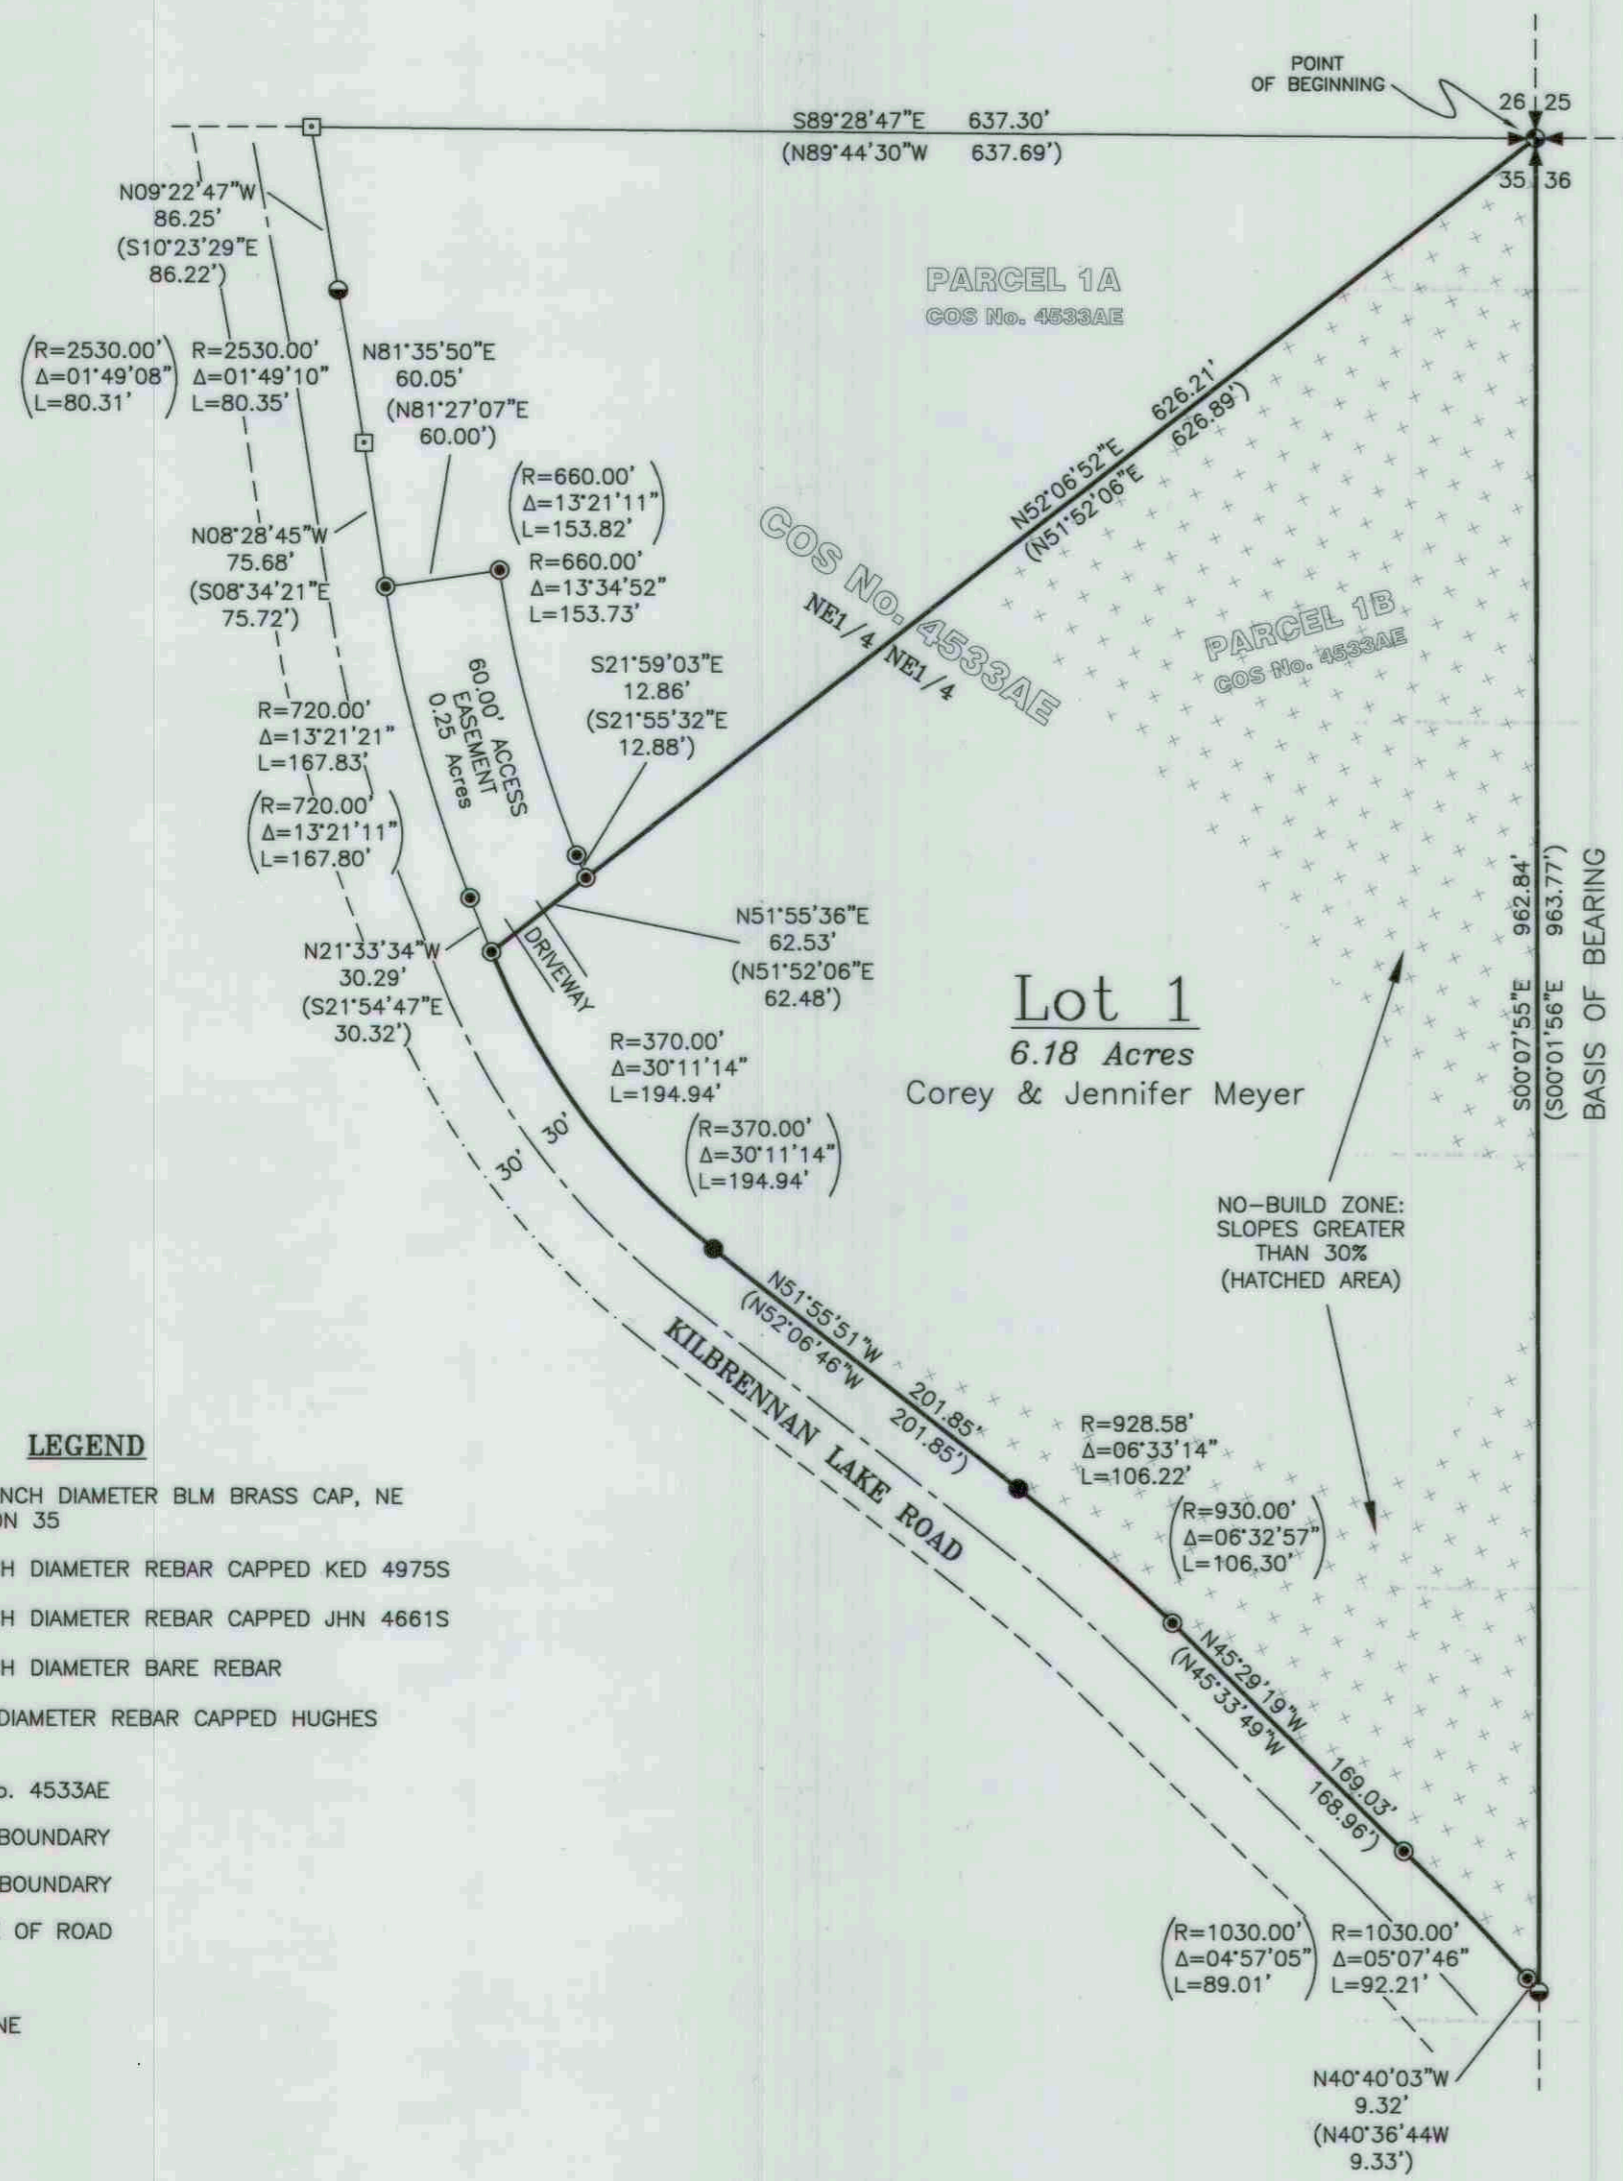 POINT
OF BEGINNING
26 25
35 36
S89°28'47"E 637.30'
(N89°44'30"W 637.69')
N09°22'47"W
86.25'
(S10°23'29"E
86.22')
PARCEL 1A
COS No. 4533AE
(R=2530.00'
Δ=01°49'08"
L=80.31')
R=2530.00'
Δ=01°49'10"
L=80.35'
N81°35'50"E
60.05'
(N81°27'07"E
60.00')
626.21'
626.89')
N52°06'52"E
(N51°52'06"E
(R=660.00'
Δ=13°21'11"
L=153.82')
R=660.00'
Δ=13°34'52"
L=153.73'
N08°28'45"W
75.68'
(S08°34'21"E
75.72')
COS No. 4533AE
NE1/4 NE1/4
PARCEL 1B
COS No. 4533AE
60.00' ACCESS
EASEMENT
0.25 Acres
S21°59'03"E
12.86'
(S21°55'32"E
12.88')
R=720.00'
Δ=13°21'21"
L=167.83'
(R=720.00'
Δ=13°21'11"
L=167.80')
N21°33'34"W
30.29'
(S21°54'47"E
30.32')
DRIVEWAY
N51°55'36"E
62.53'
(N51°52'06"E
62.48')
S00°07'55"E 962.84'
(S00°01'56"E 963.77')
BASIS OF BEARING
Lot 1
6.18 Acres
Corey & Jennifer Meyer
R=370.00'
Δ=30°11'14"
L=194.94'
(R=370.00'
Δ=30°11'14"
L=194.94')
30'
30'
NO-BUILD ZONE:
SLOPES GREATER
THAN 30%
(HATCHED AREA)
N51°55'51"W 201.85'
(N52°06'46"W 201.85')
KILBRENNAN LAKE ROAD
R=928.58'
Δ=06°33'14"
L=106.22'
(R=930.00'
Δ=06°32'57"
L=106.30')
N45°29'19"W 169.03'
(N45°33'49"W 168.96')
(R=1030.00'
Δ=04°57'05"
L=89.01')
R=1030.00'
Δ=05°07'46"
L=92.21'
N40°40'03"W
9.32'
(N40°36'44W
9.33')
LEGEND
NCH DIAMETER BLM BRASS CAP, NE
ON 35
H DIAMETER REBAR CAPPED KED 4975S
H DIAMETER REBAR CAPPED JHN 4661S
H DIAMETER BARE REBAR
DIAMETER REBAR CAPPED HUGHES
o. 4533AE
BOUNDARY
BOUNDARY
OF ROAD
NE